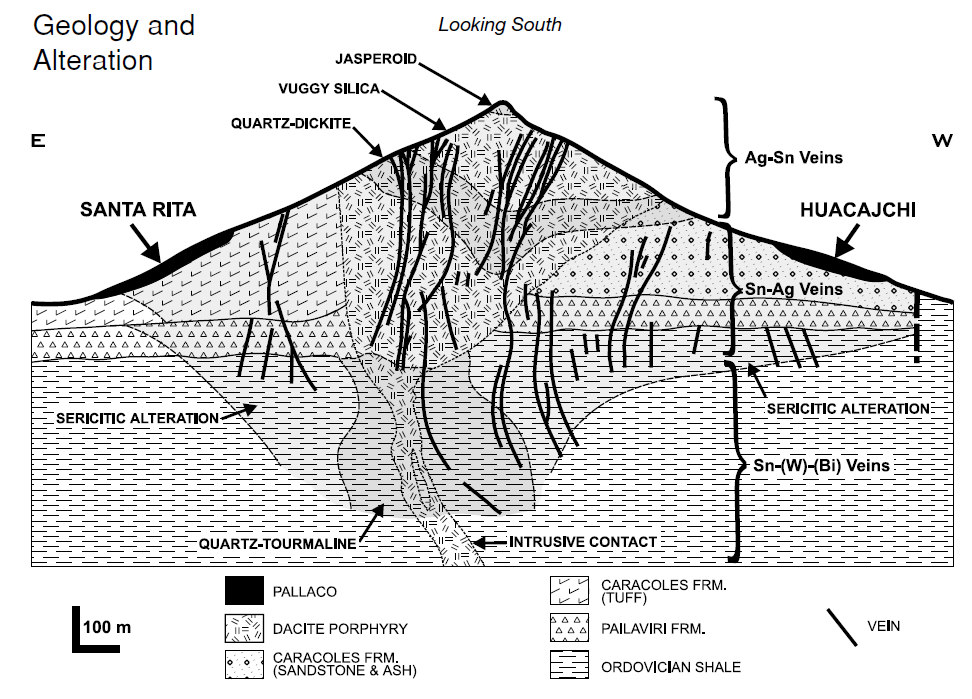 Geology and
Alteration
Looking South
JASPEROID
VUGGY SILICA
QUARTZ-DICKITE
E
W
Ag-Sn Veins
SANTA RITA
HUACAJCHI
Sn-Ag Veins
SERICITIC ALTERATION
SERICITIC ALTERATION
Sn-(W)-(Bi) Veins
QUARTZ-TOURMALINE
INTRUSIVE CONTACT
100 m
PALLACO
DACITE PORPHYRY
CARACOLES FRM.
(SANDSTONE & ASH)
CARACOLES FRM.
(TUFF)
PAILAVIRI FRM.
ORDOVICIAN SHALE
VEIN